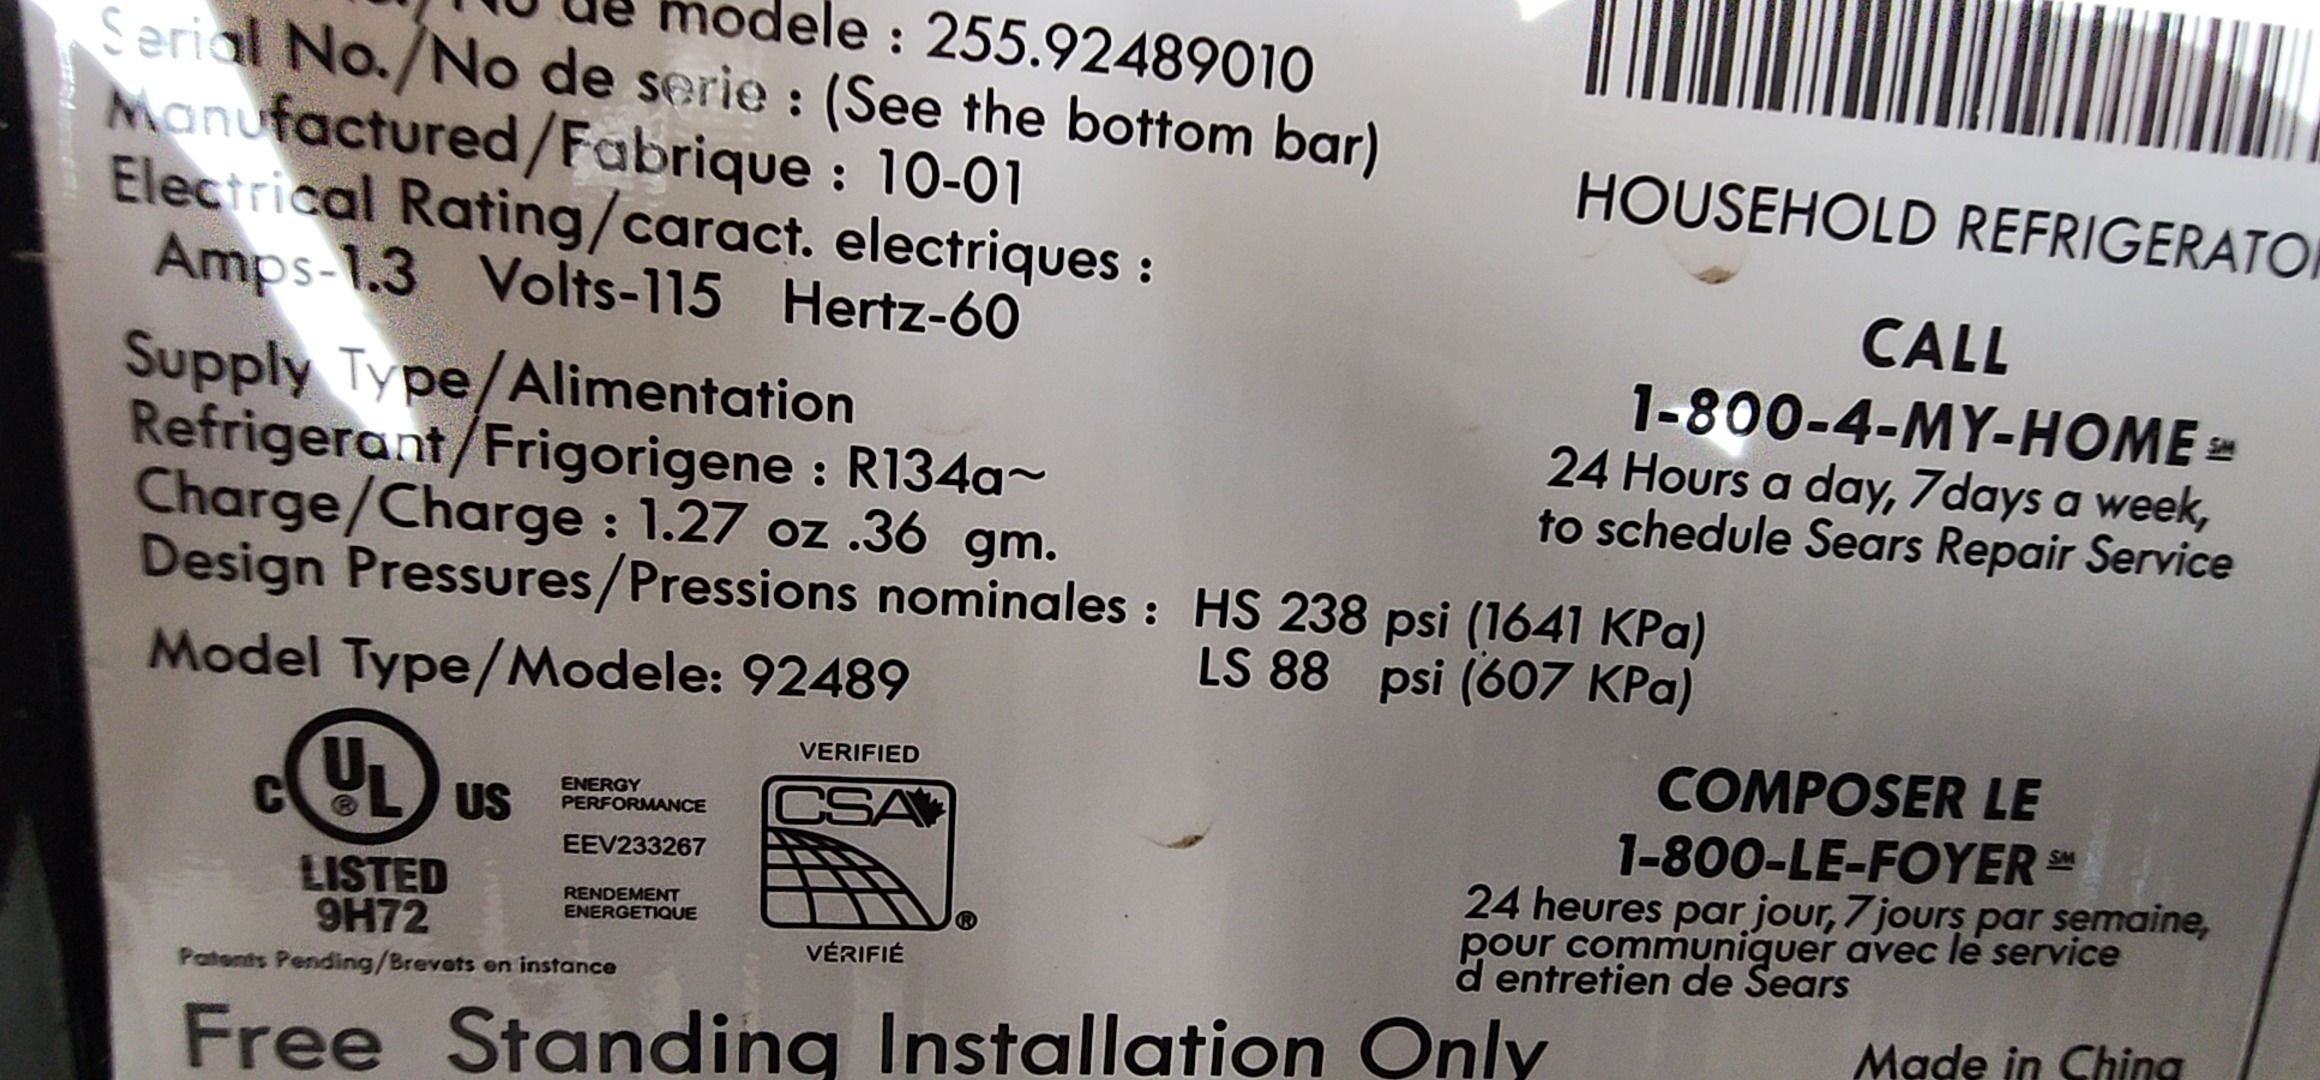 No de modele : 255.92489010
Serial No./No de serie : (See the bottom bar)
Manufactured/Fabrique : 10-01
Electrical Rating/caract. electriques :
Amps-1.3 Volts-115 Hertz-60
Supply Type/Alimentation
Refrigerant/Frigorigene : R134a~
Charge/Charge : 1.27 oz .36 gm.
Design Pressures/Pressions nominales : HS 238 psi (1641 KPa)
LS 88 psi (607 KPa)
Model Type/Modele: 92489
C UL ® US
LISTED
9H72
ENERGY
PERFORMANCE
EEV233267
RENDEMENT
ENERGETIQUE
VERIFIED
CSA
®
VÉRIFIÉ
Patents Pending/Brevets en instance
Free Standing Installation Only
HOUSEHOLD REFRIGERATOR
CALL
1-800-4-MY-HOME SM
24 Hours a day, 7days a week,
to schedule Sears Repair Service
COMPOSER LE
1-800-LE-FOYER SM
24 heures par jour, 7 jours par semaine,
pour communiquer avec le service
d entretien de Sears
Made in China